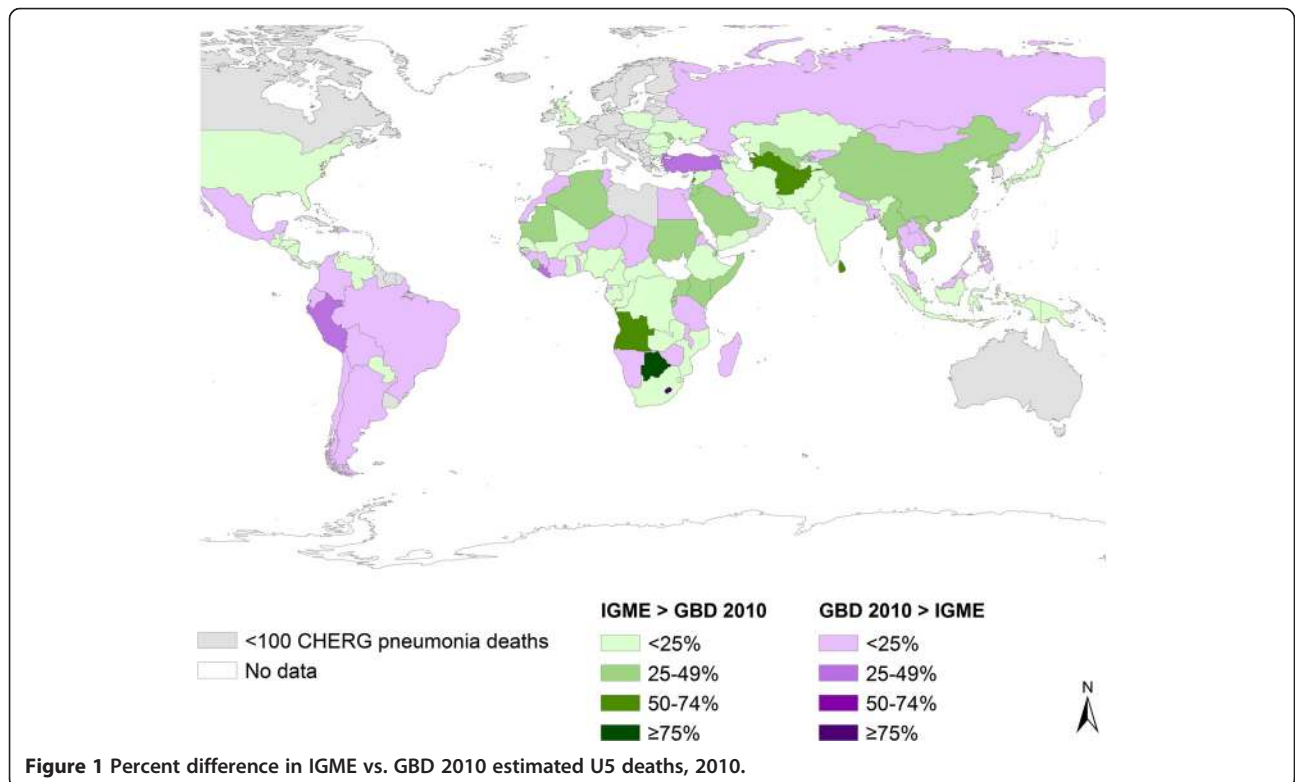 IGME > GBD 2010 GBD 2010 > IGME
<100 CHERG pneumonia deaths <25% <25%
No data 25-49% 25-49%
50-74% 50-74%
≥75% ≥75%
N
Figure 1 Percent difference in IGME vs. GBD 2010 estimated U5 deaths, 2010.